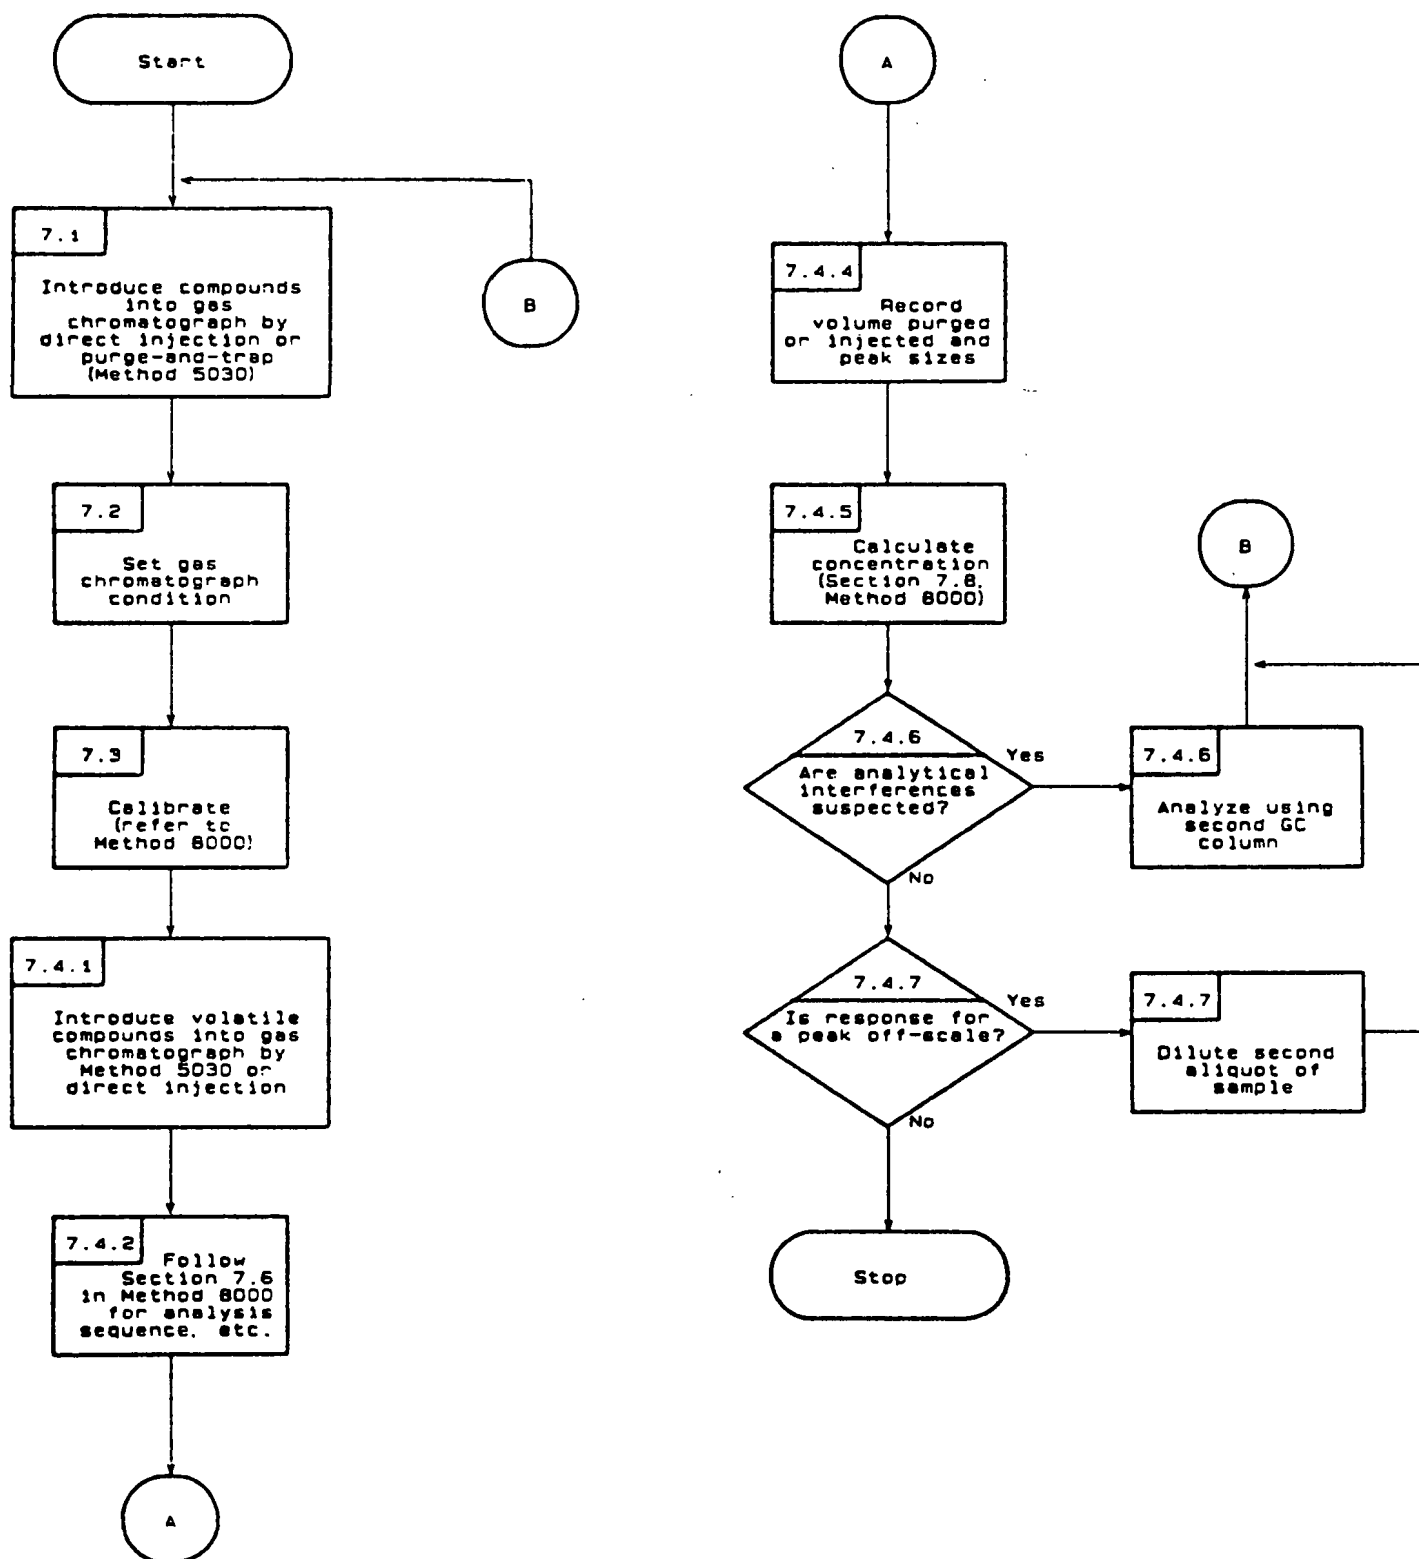 Start
7.1
Introduce compounds
into gas
chromatograph by
direct injection or
purge-and-trap
(Method 5030)
B
7.2
Set gas
chromatograph
condition
7.3
Calibrate
(refer to
Method 8000)
7.4.1
Introduce volatile
compounds into gas
chromatograph by
Method 5030 or
direct injection
7.4.2
Follow
Section 7.6
in Method 8000
for analysis
sequence, etc.
A
A
7.4.4
Record
volume purged
or injected and
peak sizes
7.4.5
Calculate
concentration
(Section 7.8,
Method 8000)
7.4.6
Are analytical
interferences
suspected?
Yes
No
7.4.6
Analyze using
second GC
column
B
7.4.7
Is response for
a peak off-scale?
Yes
No
7.4.7
Dilute second
aliquot of
sample
Stop